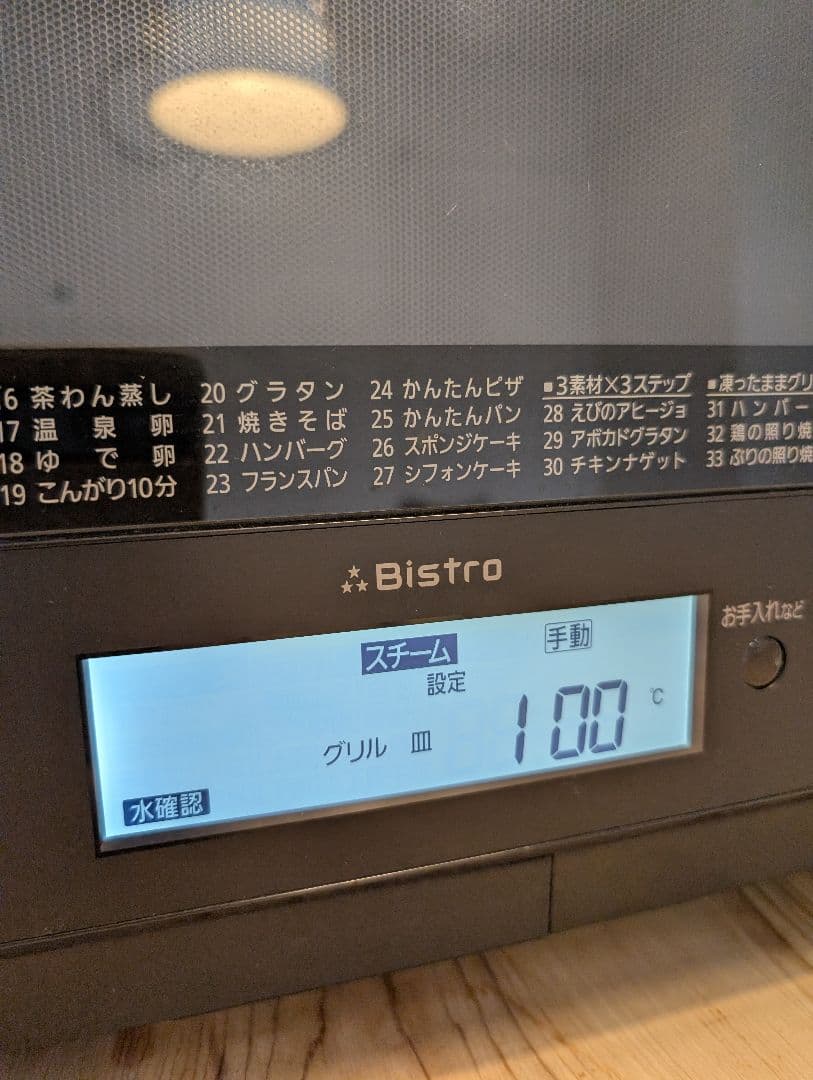 茶わん蒸し
20 グラタン
24 かんたんピザ
■3素材×3ステップ
■凍ったままグリ
17 温泉卵
21 焼きそば
25 かんたんパン
28 えびのアヒージョ
31 ハンバー
18 ゆで卵
22 ハンバーグ
26 スポンジケーキ
29 アボカドグラタン
32 鶏の照り焼
19 こんがり10分
23 フランスパン
27 シフォンケーキ
30 チキンナゲット
33 ぶりの照り焼
Bistro
お手入れなど
スチーム
手動
設定
グリル 皿
100 ℃
水確認